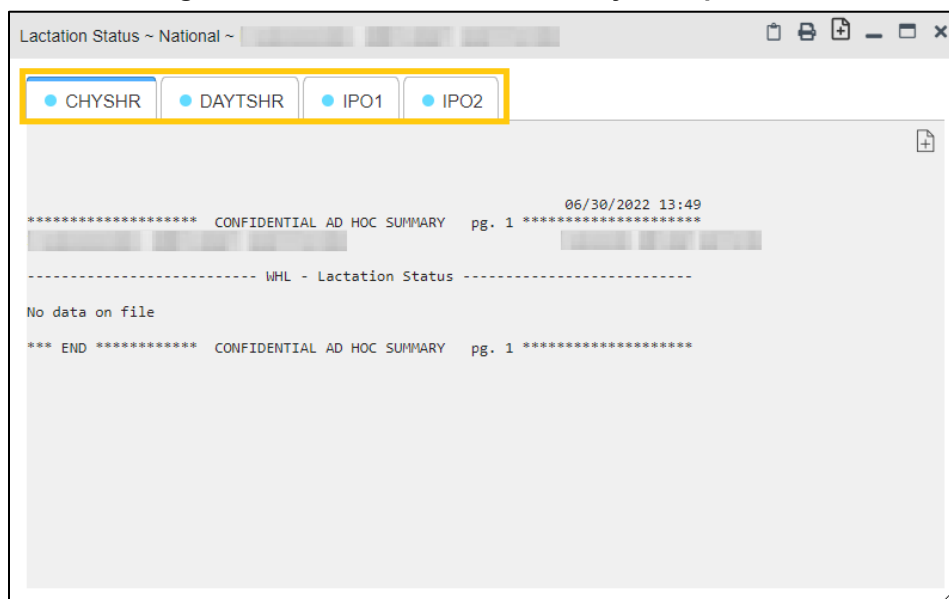 Lactation Status ~ National ~
CHYSHR DAYTSHR IPO1 IPO2
06/30/2022 13:49
******************** CONFIDENTIAL AD HOC SUMMARY pg. 1 *********************
--------------------------- WHL - Lactation Status ---------------------------
No data on file
*** END ************ CONFIDENTIAL AD HOC SUMMARY pg. 1 ********************